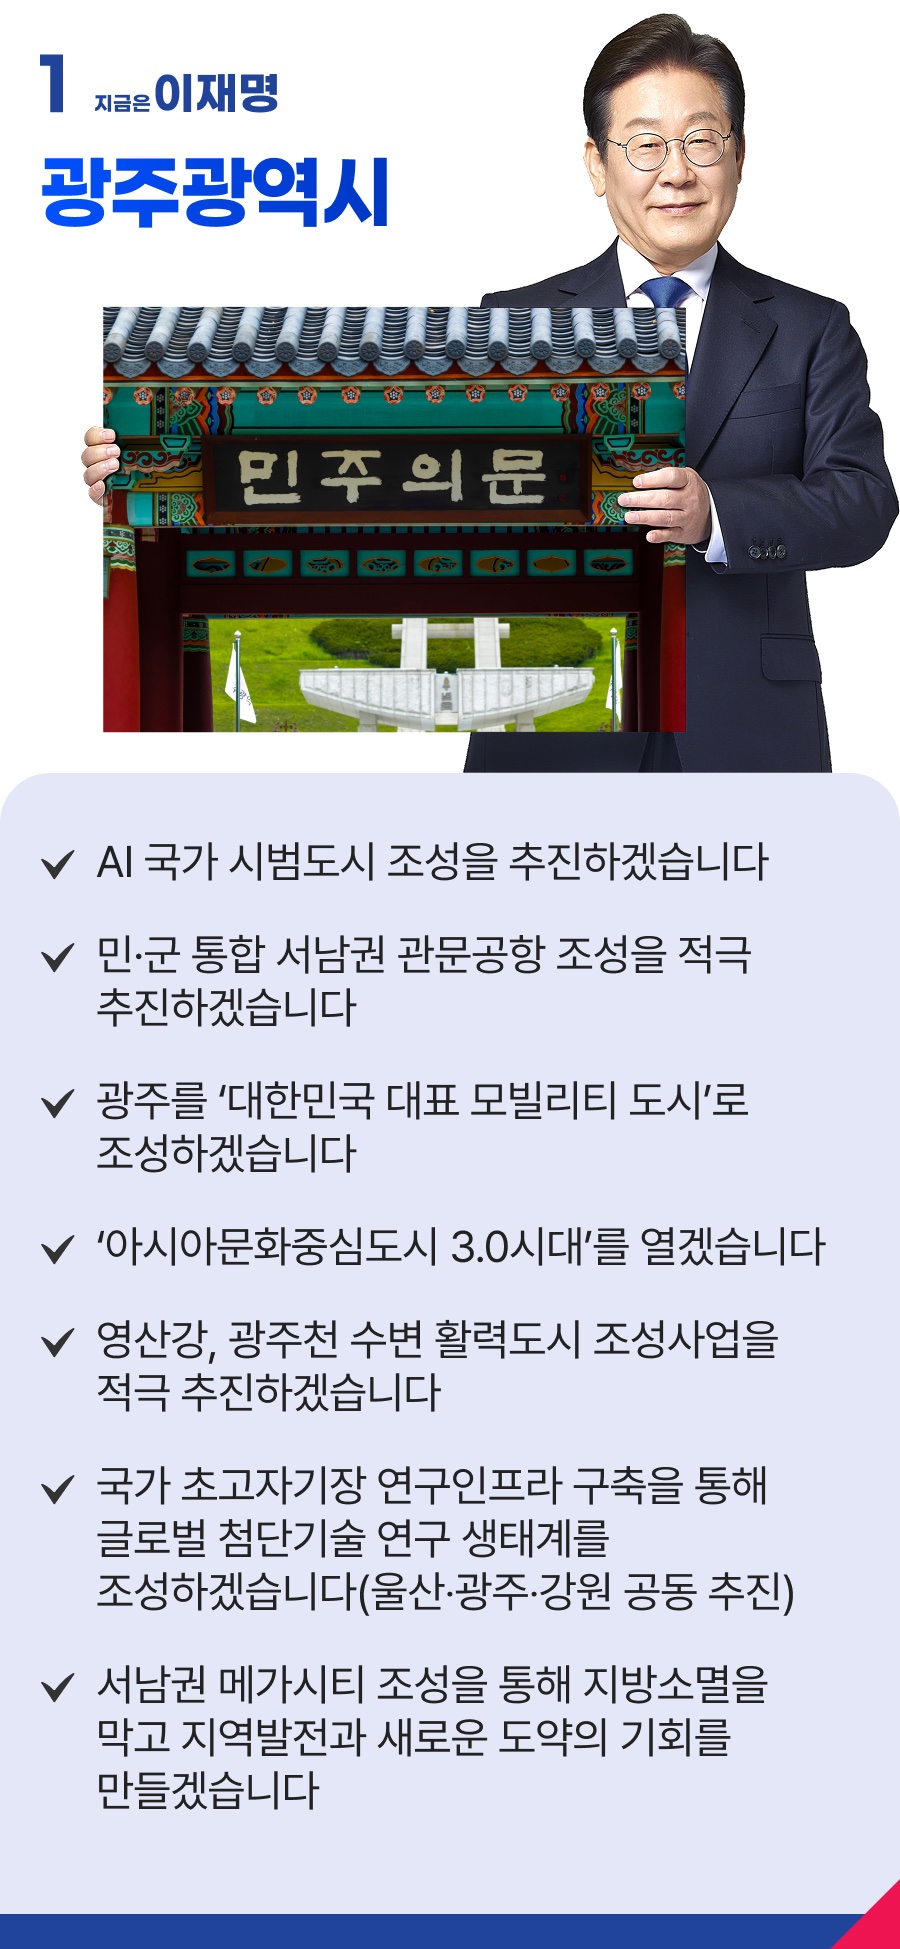 1 지금은 이재명
광주광역시
민주의문
AI 국가 시범도시 조성을 추진하겠습니다
민·군 통합 서남권 관문공항 조성을 적극
추진하겠습니다
광주를 ‘대한민국 대표 모빌리티 도시’로
조성하겠습니다
‘아시아문화중심도시 3.0시대’를 열겠습니다
영산강, 광주천 수변 활력도시 조성사업을
적극 추진하겠습니다
국가 초고자기장 연구인프라 구축을 통해
글로벌 첨단기술 연구 생태계를
조성하겠습니다(울산·광주·강원 공동 추진)
서남권 메가시티 조성을 통해 지방소멸을
막고 지역발전과 새로운 도약의 기회를
만들겠습니다